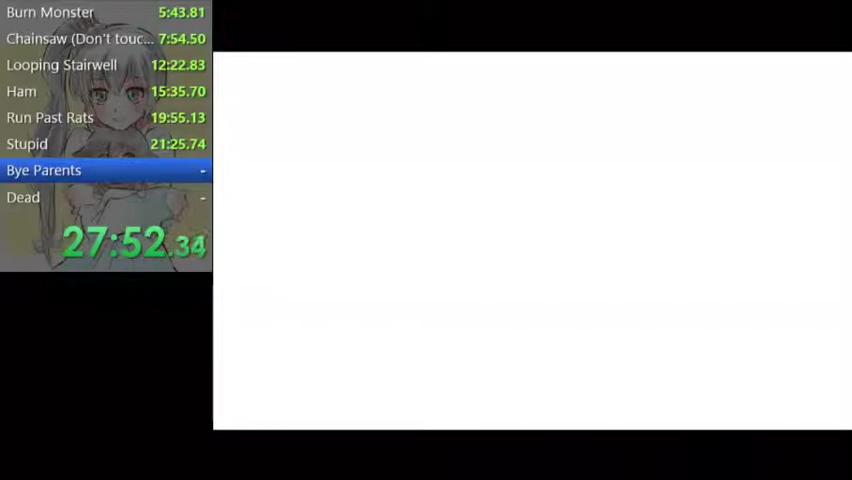 Burn Monster 5:43.81
Chainsaw (Don't touc... 7:54.50
Looping Stairwell 12:22.83
Ham 15:35.70
Run Past Rats 19:55.13
Stupid 21:25.74
Bye Parents -
Dead -
27:52.34